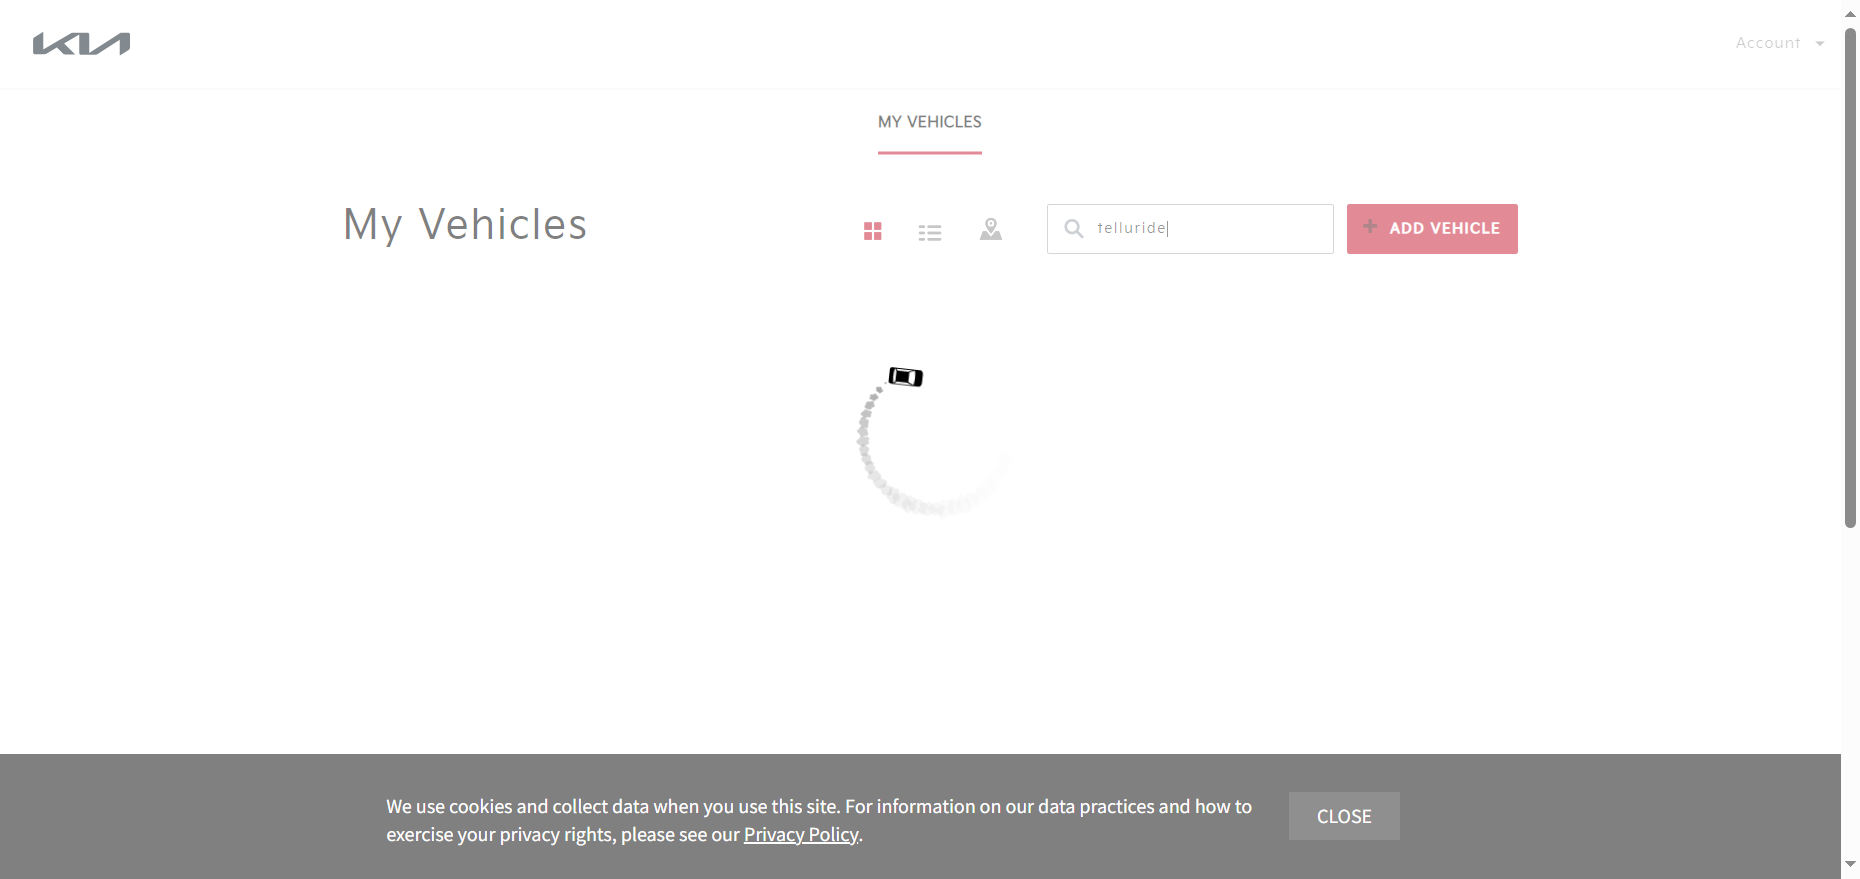 KIA
Account
MY VEHICLES
My Vehicles
telluride
ADD VEHICLE
We use cookies and collect data when you use this site. For information on our data practices and how to
exercise your privacy rights, please see our Privacy Policy.
CLOSE